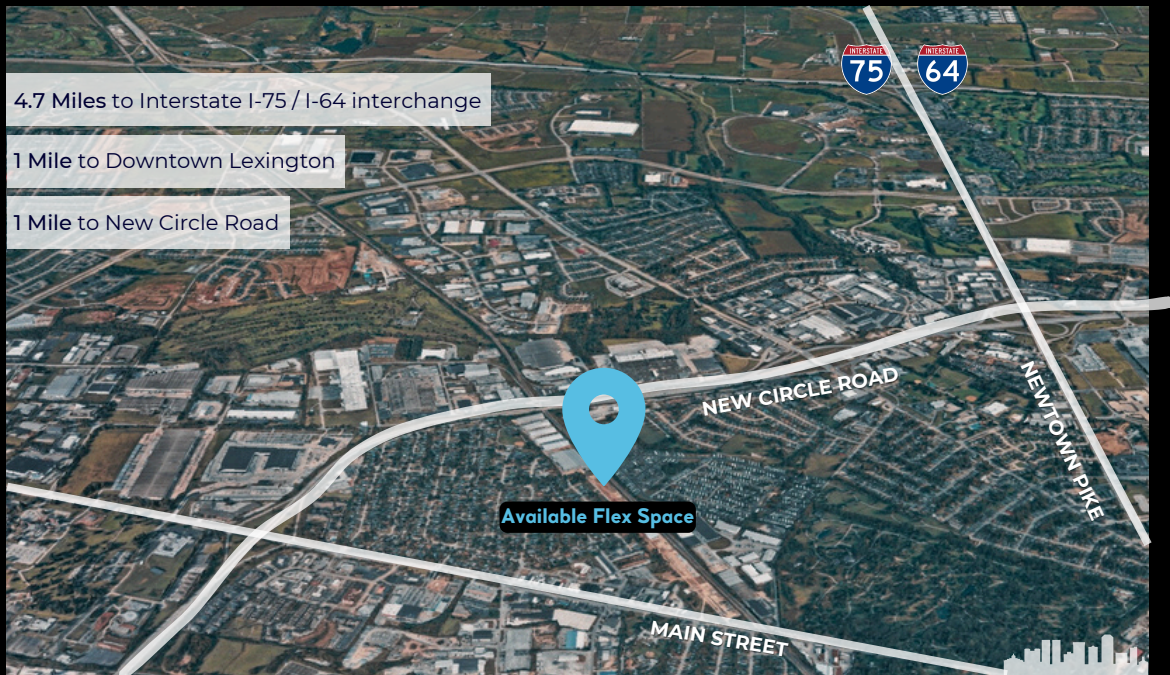 INTERSTATE
75
INTERSTATE
64
4.7 Miles to Interstate I-75 / I-64 interchange
1 Mile to Downtown Lexington
1 Mile to New Circle Road
NEW CIRCLE ROAD
NEWTOWN PIKE
Available Flex Space
MAIN STREET